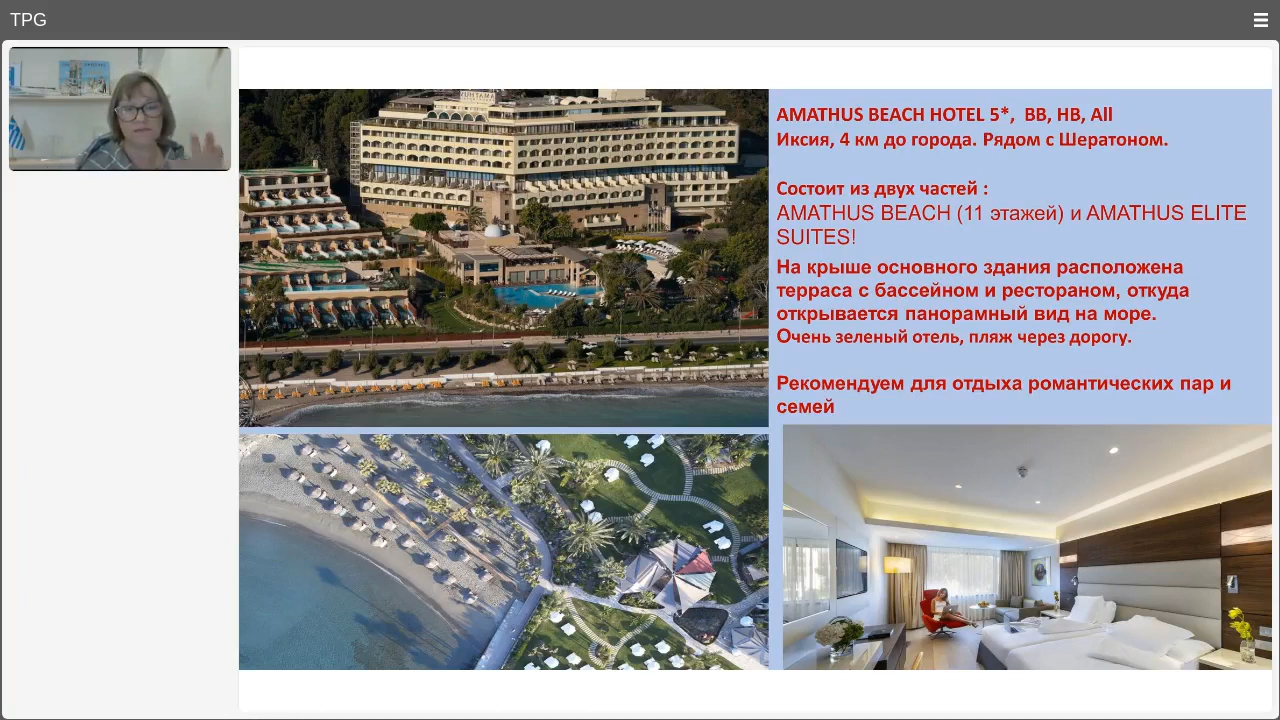 TPG
AMATHUS
AMATHUS BEACH HOTEL 5*, BB, HB, All
Иксия, 4 км до города. Рядом с Шератоном.
Состоит из двух частей :
AMATHUS BEACH (11 этажей) и AMATHUS ELITE
SUITES!
На крыше основного здания расположена
терраса с бассейном и рестораном, откуда
открывается панорамный вид на море.
Очень зеленый отель, пляж через дорогу.
Рекомендуем для отдыха романтических пар и
семей